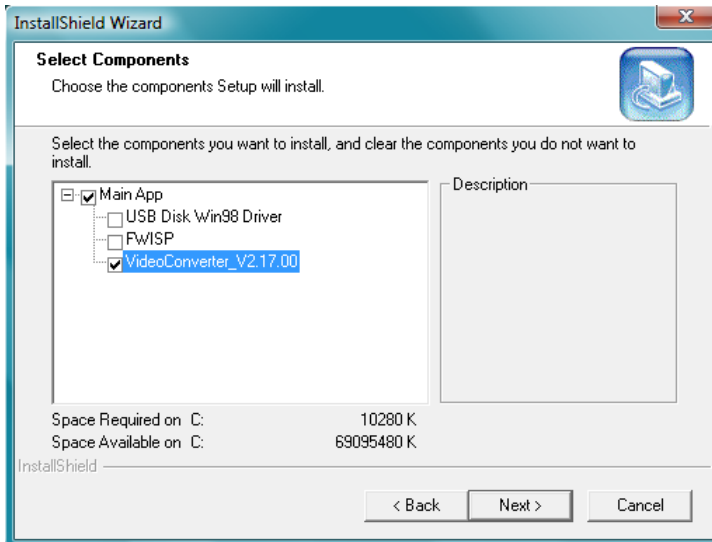 InstallShield Wizard
Select Components
Choose the components Setup will install.
Select the components you want to install, and clear the components you do not want to
install.
Main App
USB Disk Win98 Driver
FWISP
VideoConverter_V2.17.00
Description
Space Required on C: 10280 K
Space Available on C: 69095480 K
InstallShield
< Back Next > Cancel